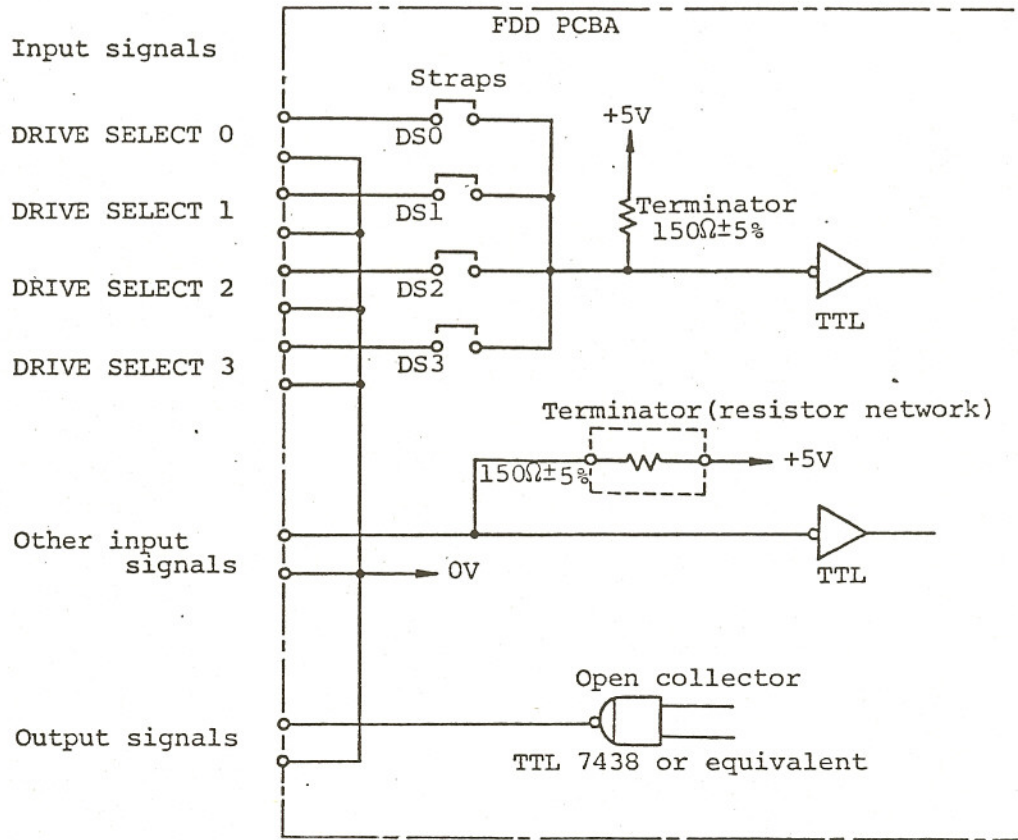 FDD PCBA
Input signals
Straps
DRIVE SELECT 0
DS0
+5V
DRIVE SELECT 1
DS1
Terminator
150Ω±5%
DRIVE SELECT 2
DS2
TTL
DRIVE SELECT 3
DS3
Terminator(resistor network)
150Ω±5%
+5V
Other input
signals
0V
TTL
Open collector
Output signals
TTL 7438 or equivalent